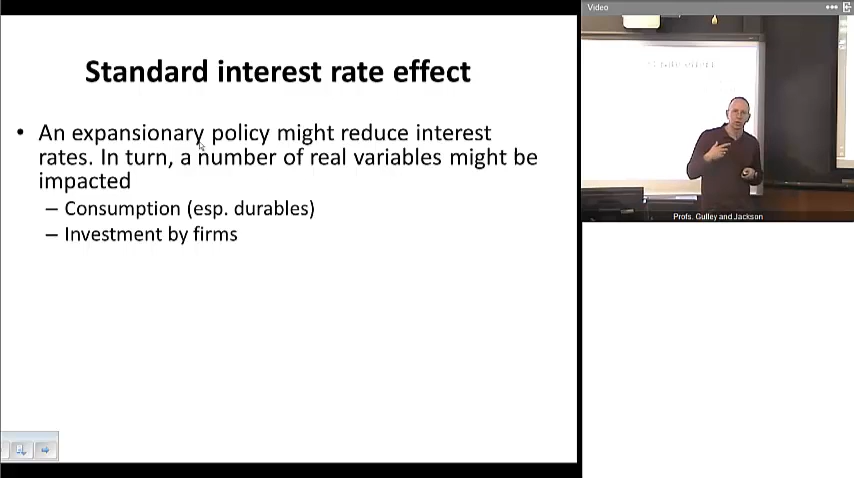 Standard interest rate effect
• An expansionary policy might reduce interest
rates. In turn, a number of real variables might be
impacted
– Consumption (esp. durables)
– Investment by firms
Video
Profs. Gulley and Jackson